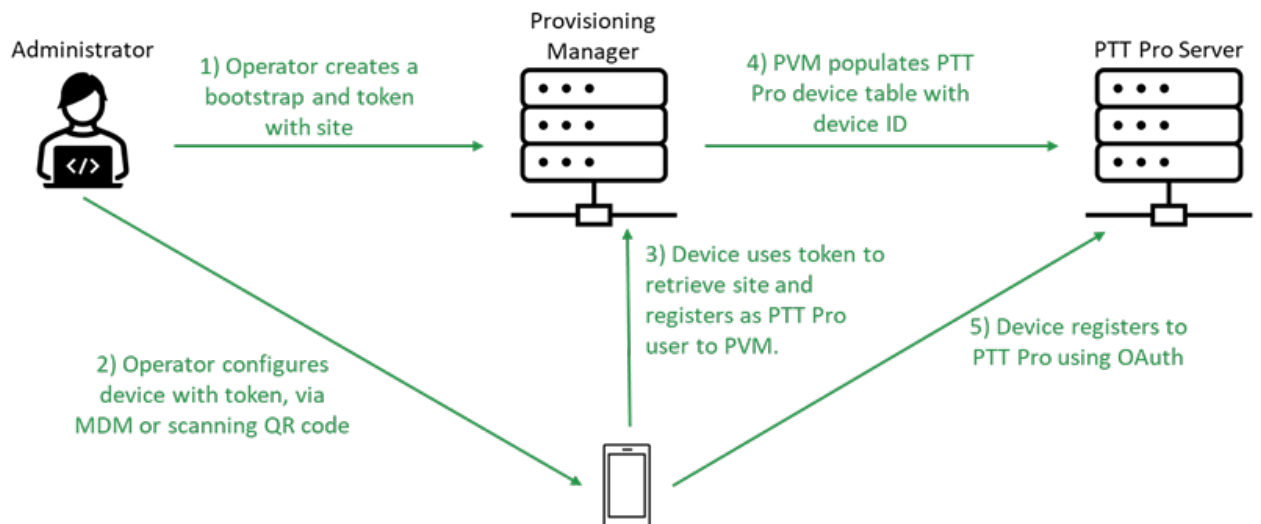 Administrator
1) Operator creates a
bootstrap and token
with site
Provisioning
Manager
4) PVM populates PTT
Pro device table with
device ID
PTT Pro Server
</>
3) Device uses token to
retrieve site and
registers as PTT Pro
user to PVM.
2) Operator configures
device with token, via
MDM or scanning QR code
5) Device registers to
PTT Pro using OAuth